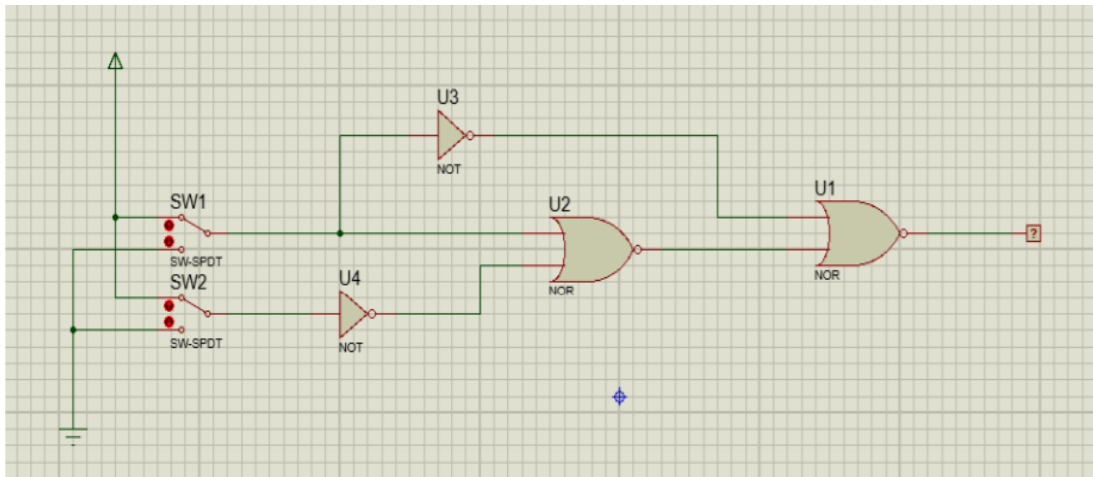 U3
NOT
SW1
SW-SPDT
U2
NOR
U1
NOR
?
SW2
SW-SPDT
U4
NOT